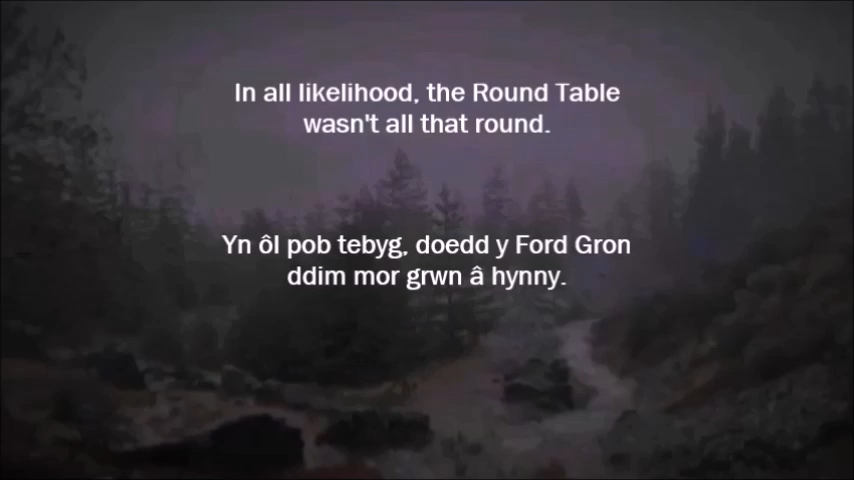 In all likelihood, the Round Table
wasn't all that round.
Yn ôl pob tebyg, doedd y Ford Gron
ddim mor grwn â hynny.